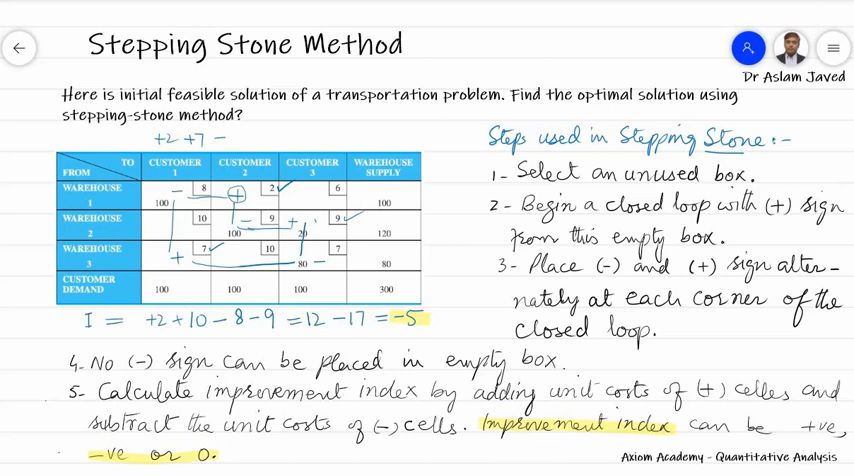 Stepping Stone Method
Dr Aslam Javed
Here is initial feasible solution of a transportation problem. Find the optimal solution using
stepping-stone method?
+2 +7 -
TO CUSTOMER CUSTOMER CUSTOMER WAREHOUSE
FROM 1 2 3 SUPPLY
WAREHOUSE - 8 + 2 ✓ 6
1 100 100
WAREHOUSE 10 - 9 + 9 ✓
2 100 20 120
WAREHOUSE + 7 ✓ 10 7
3 80 - 80
CUSTOMER
DEMAND 100 100 100 300
I = +2 + 10 - 8 - 9 = 12 - 17 = -5
Steps used in Stepping Stone :-
1- Select an unused box.
2- Begin a closed loop with (+) sign
from this empty box.
3- Place (-) and (+) sign alter-
nately at each corner of the
closed loop.
4- No (-) sign can be placed in empty box.
5- Calculate improvement index by adding unit costs of (+) celles and
subtract the unit costs of (-) cells. Improvement index can be +ve,
-ve or 0.
Axiom Academy - Quantitative Analysis